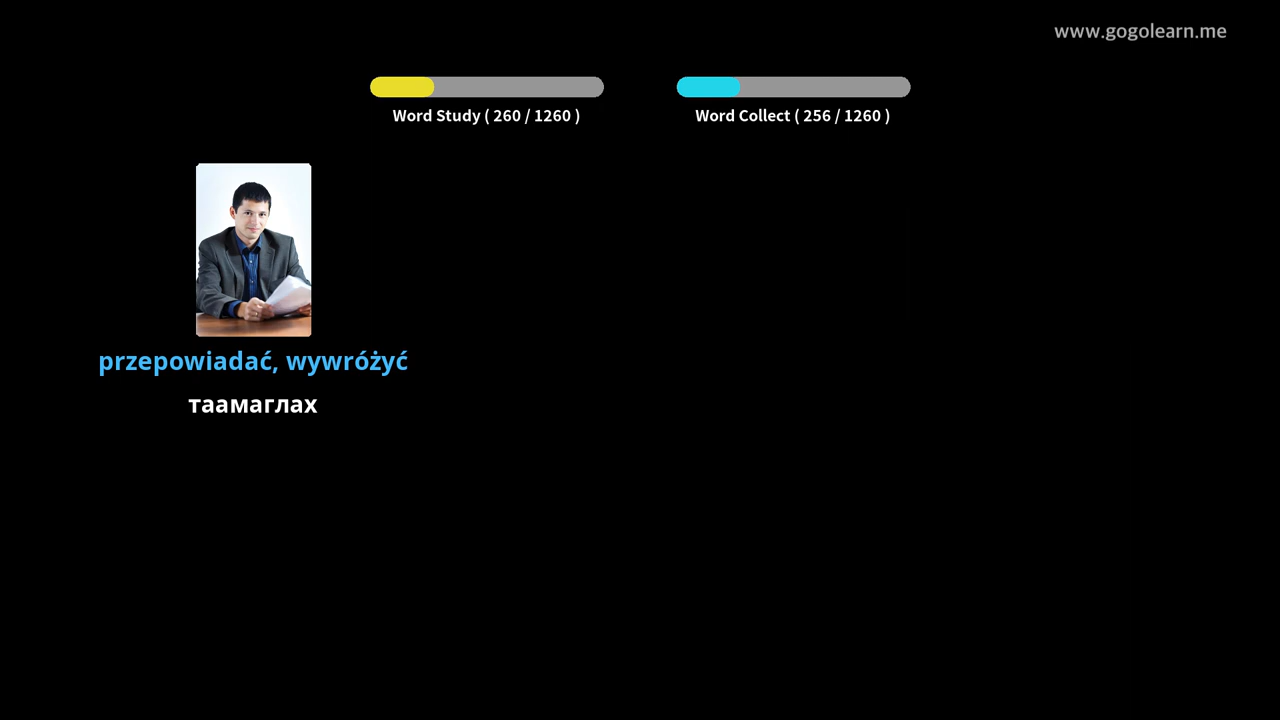 www.gogolearn.me
Word Study ( 260 / 1260 )
Word Collect ( 256 / 1260 )
przepowiadać, wywróżyć
таамаглах